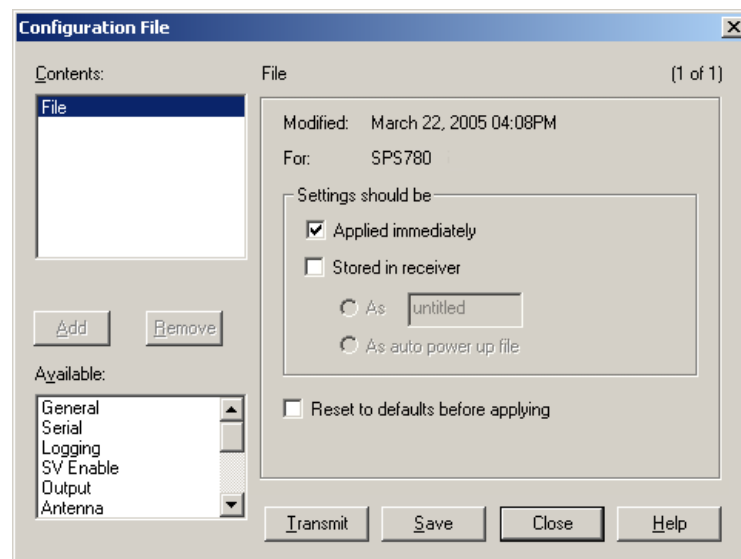 Configuration File
Contents:
File
Add
Remove
Available:
General
Serial
Logging
SV Enable
Output
Antenna
File
(1 of 1)
Modified: March 22, 2005 04:08PM
For: SPS780
Settings should be
Applied immediately
Stored in receiver
As untitled
As auto power up file
Reset to defaults before applying
Transmit
Save
Close
Help